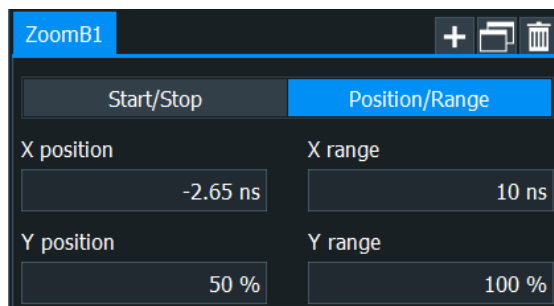 ZoomB1
Start/Stop Position/Range
X position X range
-2.65 ns 10 ns
Y position Y range
50 % 100 %